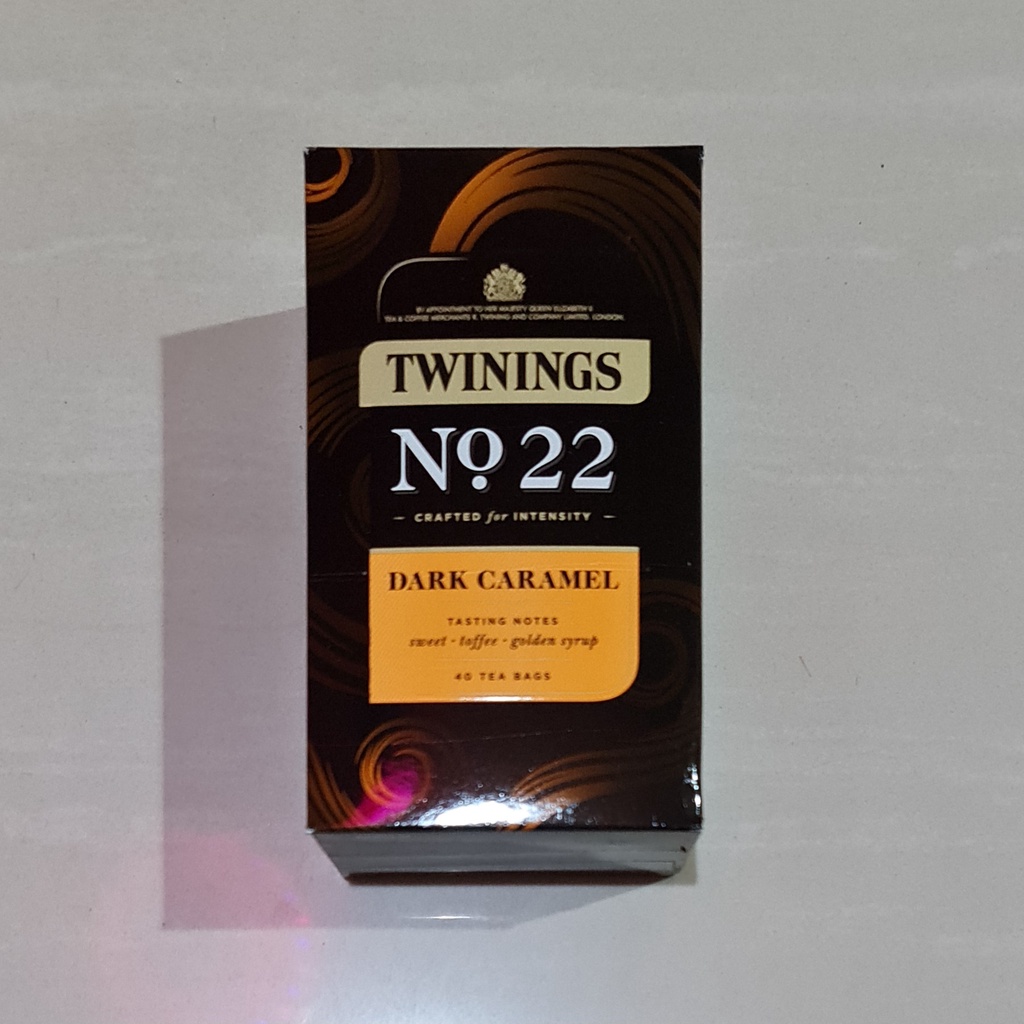 BY APPOINTMENT TO HER MAJESTY QUEEN ELIZABETH II
TEA & COFFEE MERCHANTS R. TWINING AND COMPANY LIMITED. LONDON.
TWININGS
No 22
– CRAFTED for INTENSITY –
DARK CARAMEL
TASTING NOTES
sweet · toffee · golden syrup
40 TEA BAGS